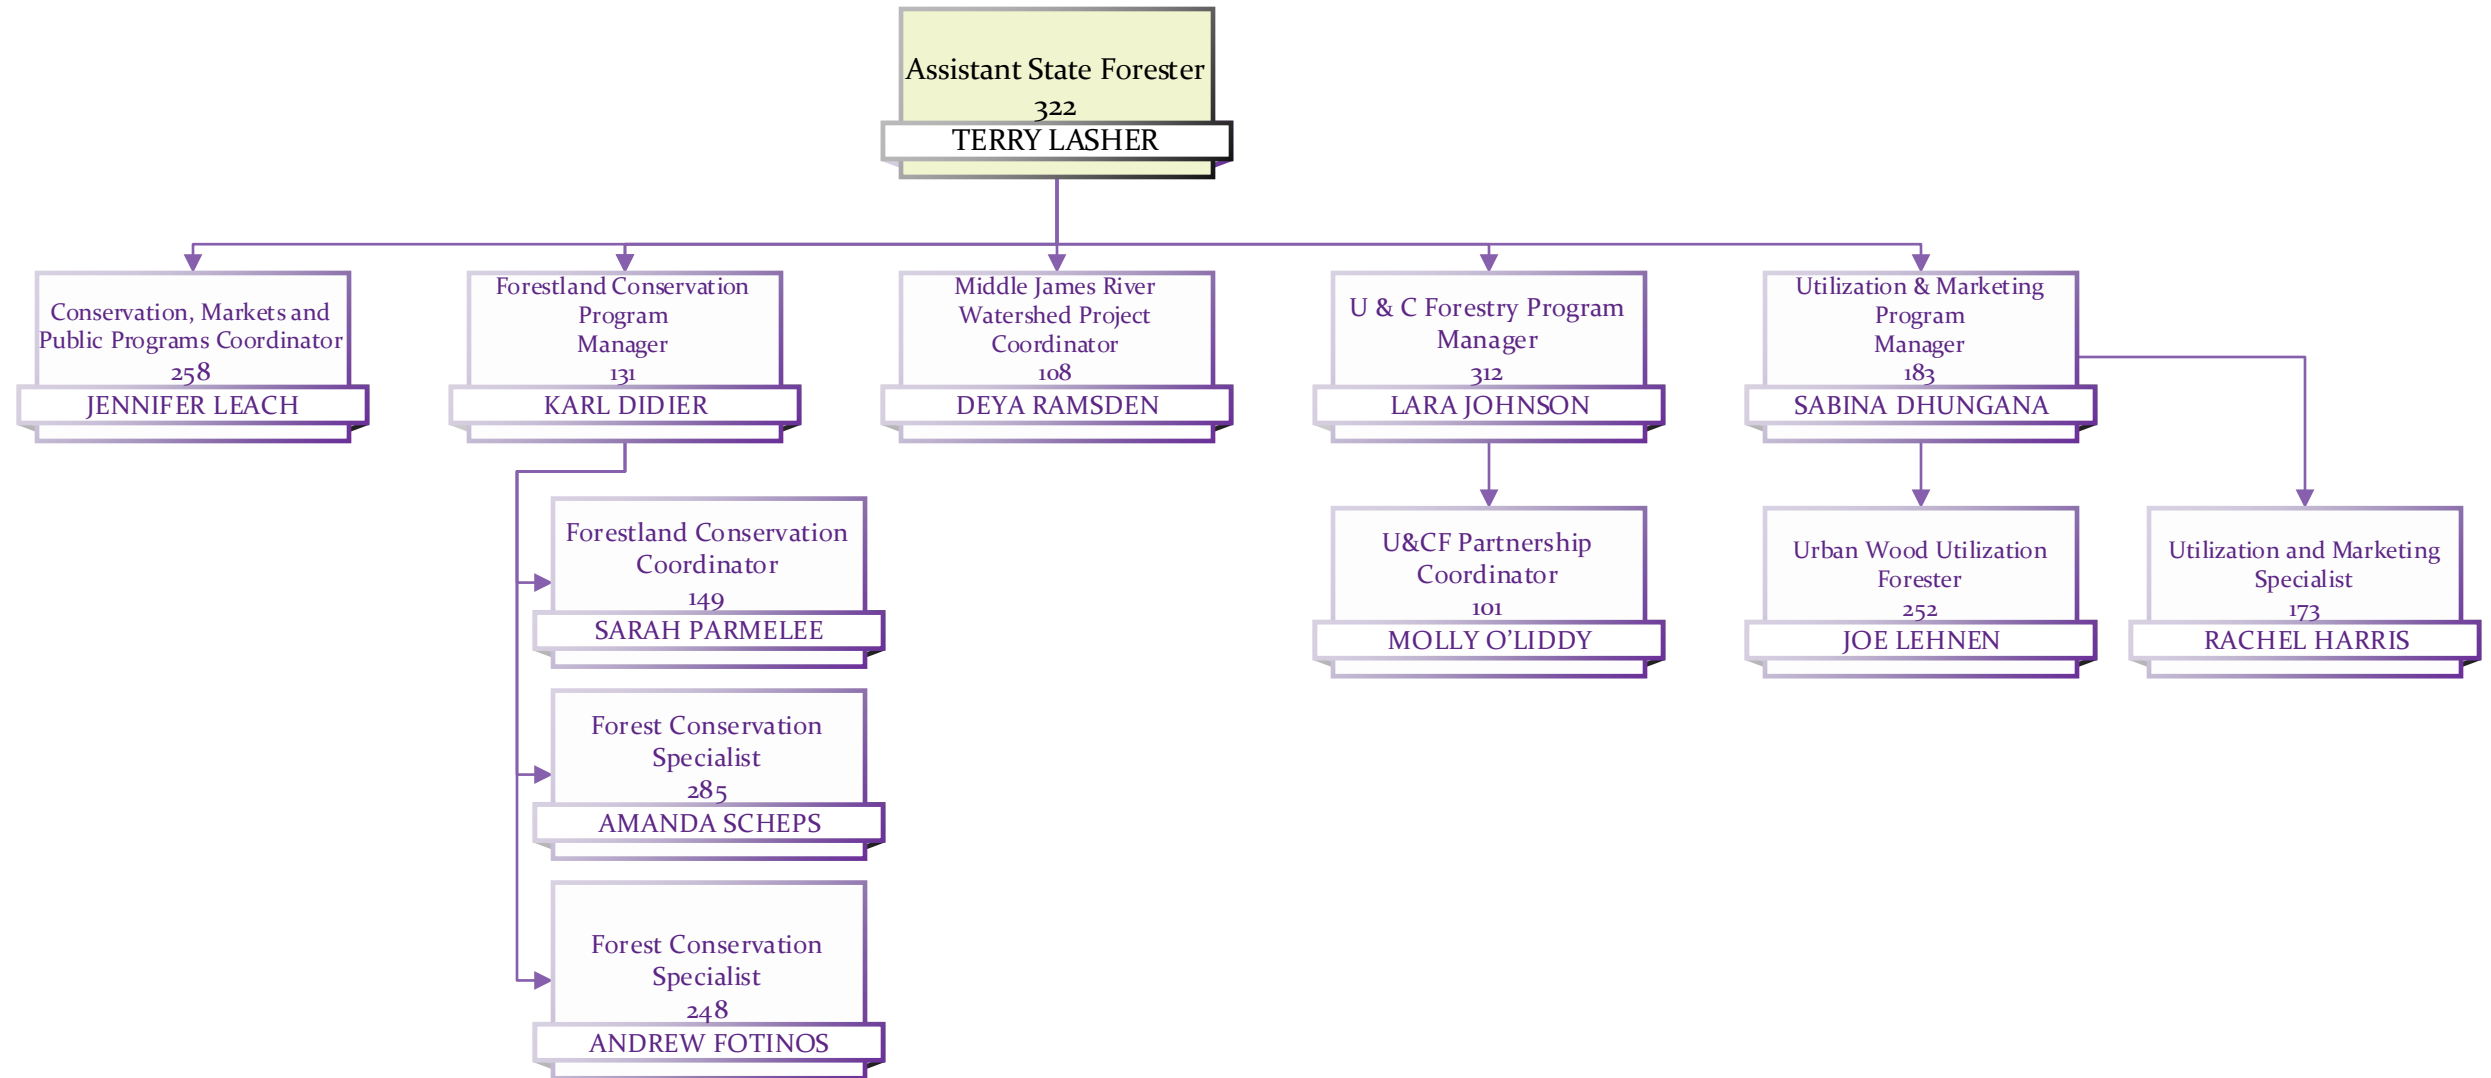 Assistant State Forester
322
TERRY LASHER
Conservation, Markets and
Public Programs Coordinator
258
JENNIFER LEACH
Forestland Conservation
Program
Manager
131
KARL DIDIER
Middle James River
Watershed Project
Coordinator
108
DEYA RAMSDEN
U & C Forestry Program
Manager
312
LARA JOHNSON
Utilization & Marketing
Program
Manager
183
SABINA DHUNGANA
Forestland Conservation
Coordinator
149
SARAH PARMELEE
Forest Conservation
Specialist
285
AMANDA SCHEPS
Forest Conservation
Specialist
248
ANDREW FOTINOS
U&CF Partnership
Coordinator
101
MOLLY O’LIDDY
Urban Wood Utilization
Forester
252
JOE LEHNEN
Utilization and Marketing
Specialist
173
RACHEL HARRIS